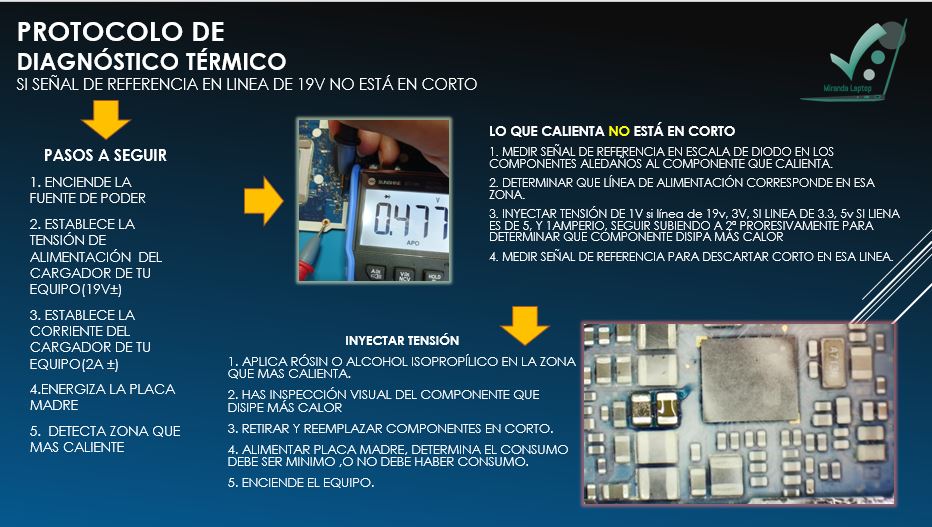 PROTOCOLO DE
DIAGNÓSTICO TÉRMICO
SI SEÑAL DE REFERENCIA EN LINEA DE 19V NO ESTÁ EN CORTO
Miranda Laptop
PASOS A SEGUIR
1. ENCIENDE LA
FUENTE DE PODER
2. ESTABLECE LA
TENSIÓN DE
ALIMENTACIÓN DEL
CARGADOR DE TU
EQUIPO(19V±)
3. ESTABLECE LA
CORRIENTE DEL
CARGADOR DE TU
EQUIPO(2A ±)
4.ENERGIZA LA PLACA
MADRE
5. DETECTA ZONA QUE
MAS CALIENTE
SUNSHINE
V
0.477
APO
HOLD
LO QUE CALIENTA NO ESTÁ EN CORTO
1. MEDIR SEÑAL DE REFERENCIA EN ESCALA DE DIODO EN LOS
COMPONENTES ALEDAÑOS AL COMPONENTE QUE CALIENTA.
2. DETERMINAR QUE LÍNEA DE ALIMENTACIÓN CORRESPONDE EN ESA
ZONA.
3. INYECTAR TENSIÓN DE 1V si línea de 19v, 3V, SI LINEA DE 3.3, 5v SI LIENA
ES DE 5, Y 1AMPERIO, SEGUIR SUBIENDO A 2ª PRORESIVAMENTE PARA
DETERMINAR QUE COMPONENTE DISIPA MÁS CALOR
4. MEDIR SEÑAL DE REFERENCIA PARA DESCARTAR CORTO EN ESA LINEA.
INYECTAR TENSIÓN
1. APLICA RÓSIN O ALCOHOL ISOPROPÍLICO EN LA ZONA
QUE MAS CALIENTA.
2. HAS INSPECCIÓN VISUAL DEL COMPONENTE QUE
DISIPE MÁS CALOR
3. RETIRAR Y REEMPLAZAR COMPONENTES EN CORTO.
4. ALIMENTAR PLACA MADRE, DETERMINA EL CONSUMO
DEBE SER MINIMO ,O NO DEBE HABER CONSUMO.
5. ENCIENDE EL EQUIPO.